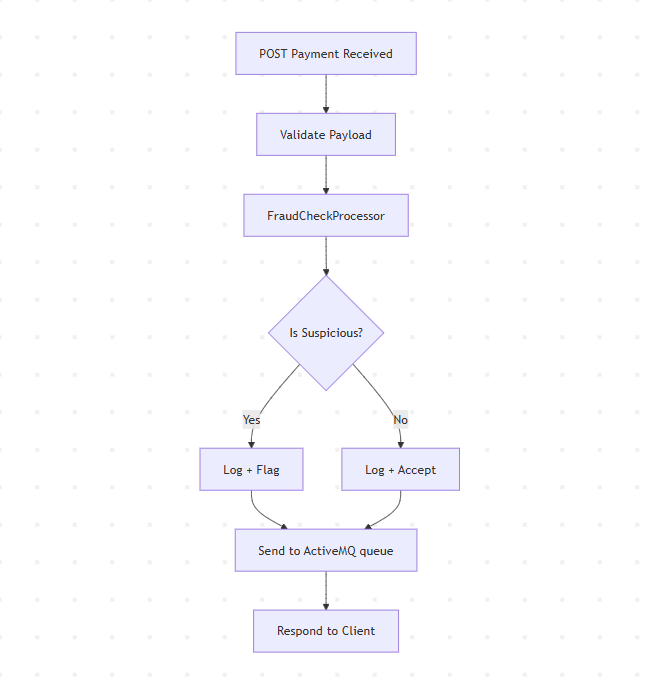 POST Payment Received
Validate Payload
FraudCheckProcessor
Is Suspicious?
Yes
No
Log + Flag
Log + Accept
Send to ActiveMQ queue
Respond to Client